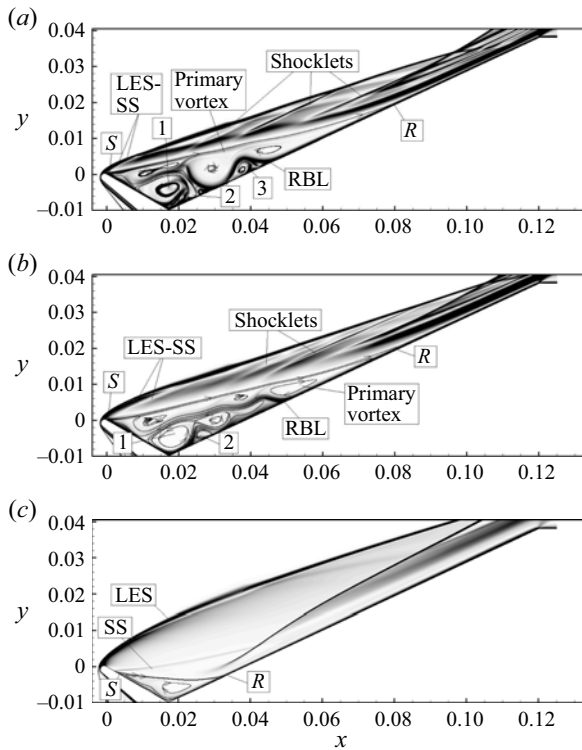 (a)
0.04
0.03
0.02
0.01
0
–0.01
y
LES-
SS
Primary
vortex
Shocklets
S
1
2
3
RBL
R
0 0.02 0.04 0.06 0.08 0.10 0.12
(b)
0.04
0.03
0.02
0.01
0
–0.01
y
LES-SS
Shocklets
S
R
Primary
vortex
RBL
1
2
0 0.02 0.04 0.06 0.08 0.10 0.12
(c)
0.04
0.03
0.02
0.01
0
–0.01
y
LES
SS
S
R
0 0.02 0.04 0.06 0.08 0.10 0.12
x